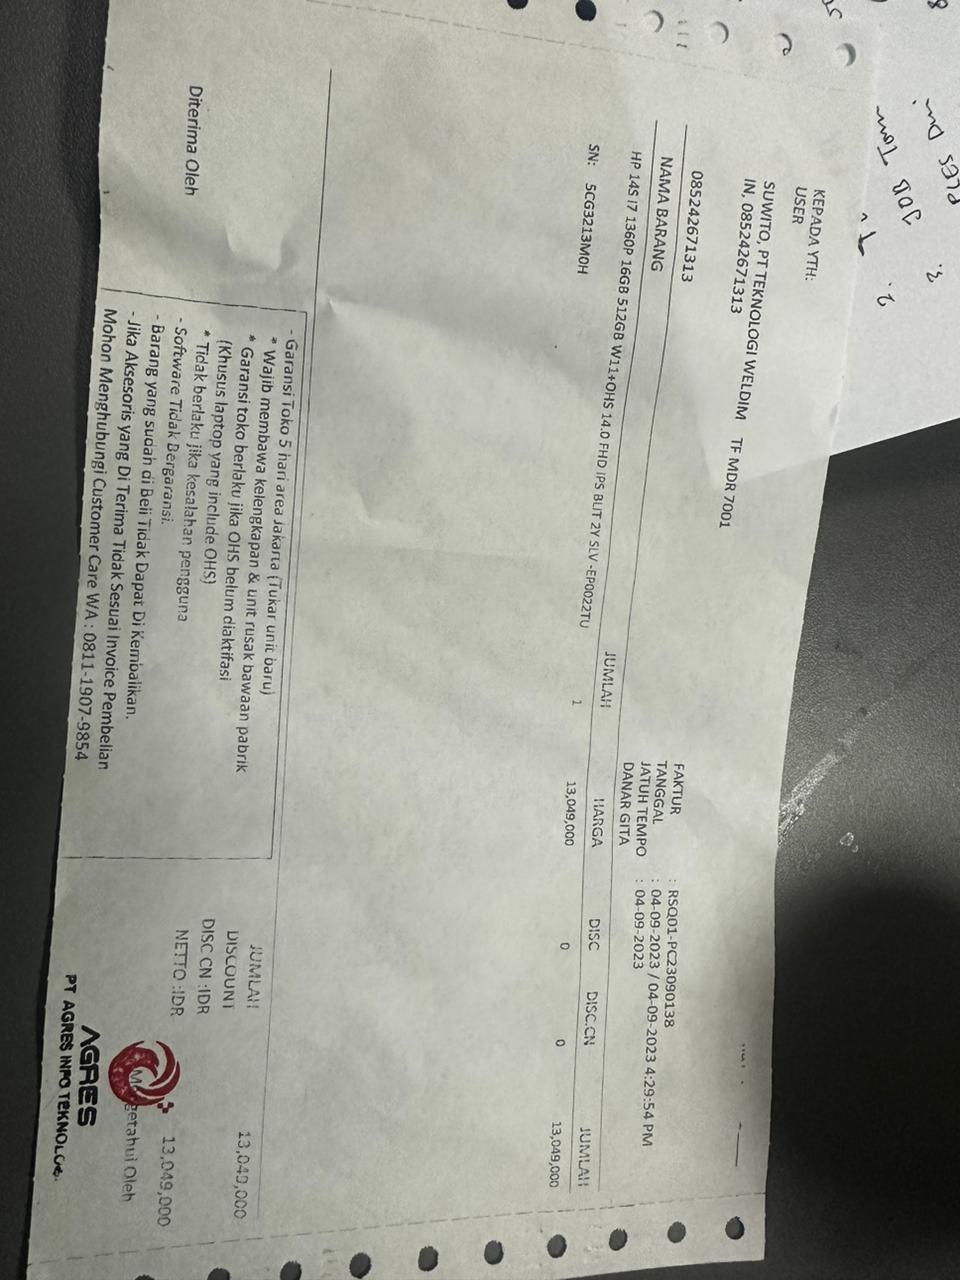 KEPADA YTH:
USER
SUWITO, PT TEKNOLOGI WELDIM TF MDR 7001
IN. 085242671313
085242671313
FAKTUR : RSQ01-PC23090138
TANGGAL : 04-09-2023 / 04-09-2023 4:29:54 PM
JATUH TEMPO : 04-09-2023
DANAR GITA
NAMA BARANG JUMLAH HARGA DISC DISC.CN JUMLAH
HP 14S I7 1360P 16GB 512GB W11+OHS 14.0 FHD IPS BLIT 2Y SLV -EP0022TU 1 13,049,000 0 0 13,049,000
SN: 5CG3213M0H
- Garansi Toko 5 hari area Jakarta (Tukar unit baru)
* Wajib membawa kelengkapan & unit rusak bawaan pabrik
* Garansi toko berlaku jika OHS belum diaktifasi
(Khusus laptop yang include OHS)
* Tidak berlaku jika kesalahan pengguna
- Software Tidak Bergaransi.
- Barang yang sudah di Beli Tidak Dapat Di Kembalikan.
- Jika Aksesoris yang Di Terima Tidak Sesuai Invoice Pembelian
Mohon Menghubungi Customer Care WA : 0811-1907-9854
JUMLAH 13,049,000
DISCOUNT
DISC CN :IDR
NETTO :IDR 13,049,000
Diterima Oleh
Mengetahui Oleh
AGRES
PT AGRES INFO TEKNOLOGI